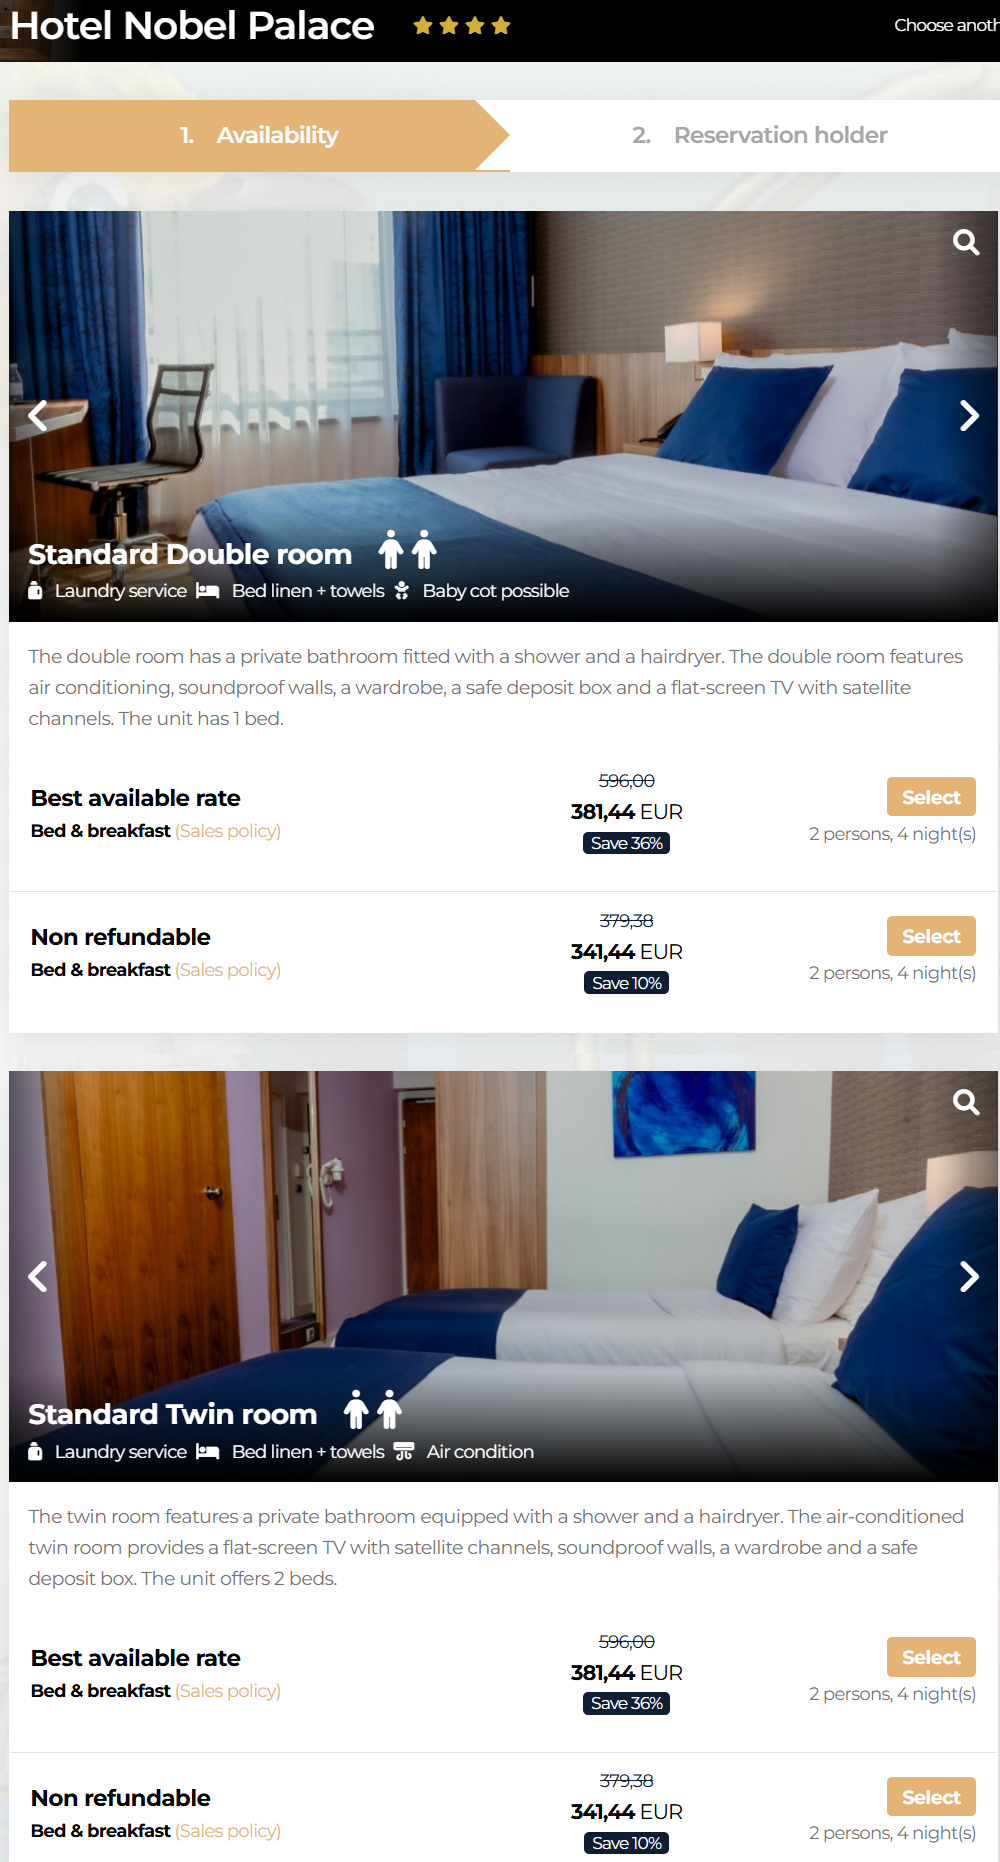 Hotel Nobel Palace
1. Availability
2. Reservation holder
Standard Double room
Laundry service Bed linen + towels Baby cot possible
The double room has a private bathroom fitted with a shower and a hairdryer. The double room features
air conditioning, soundproof walls, a wardrobe, a safe deposit box and a flat-screen TV with satellite
channels. The unit has 1 bed.
Best available rate
Bed & breakfast (Sales policy)
596,00
381,44 EUR
Save 36%
Select
2 persons, 4 night(s)
Non refundable
Bed & breakfast (Sales policy)
379,38
341,44 EUR
Save 10%
Select
2 persons, 4 night(s)
Standard Twin room
Laundry service Bed linen + towels Air condition
The twin room features a private bathroom equipped with a shower and a hairdryer. The air-conditioned
twin room provides a flat-screen TV with satellite channels, soundproof walls, a wardrobe and a safe
deposit box. The unit offers 2 beds.
Best available rate
Bed & breakfast (Sales policy)
596,00
381,44 EUR
Save 36%
Select
2 persons, 4 night(s)
Non refundable
Bed & breakfast (Sales policy)
379,38
341,44 EUR
Save 10%
Select
2 persons, 4 night(s)
Choose anoth